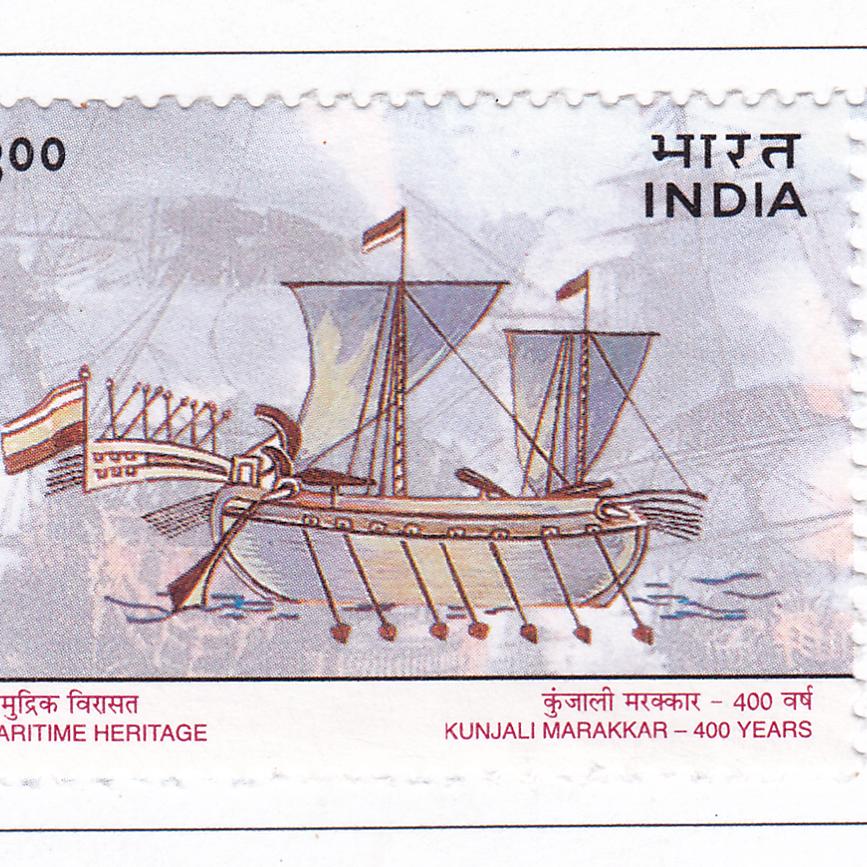 00
भारत
INDIA
मुद्रिक विरासत
ARITIME HERITAGE
कुंजाली मरक्कार – 400 वर्ष
KUNJALI MARAKKAR – 400 YEARS